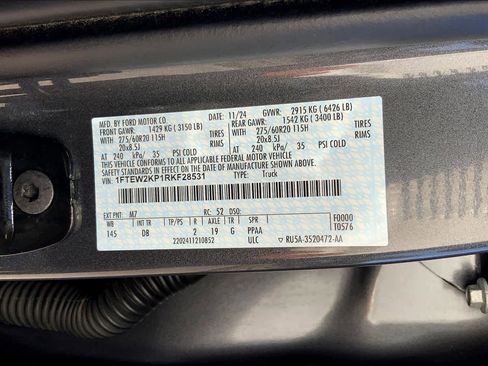 MFD. BY FORD MOTOR CO.
DATE: 11/24 GVWR: 2915 KG ( 6426 LB)
FRONT GAWR: 1429 KG ( 3150 LB) REAR GAWR: 1542 KG ( 3400 LB)
WITH 275/60R20 115H TIRES WITH 275/60R20 115H TIRES
20x8.5J RIMS 20x8.5J RIMS
AT 240 kPa/ 35 PSI COLD AT 240 kPa/ 35 PSI COLD
THIS VEHICLE CONFORMS TO ALL APPLICABLE FEDERAL MOTOR VEHICLE
SAFETY STANDARDS IN EFFECT ON THE DATE OF MANUFACTURE SHOWN ABOVE.
VIN: 1FTEW2KP1RKF28531
TYPE: Truck
EXT PNT: M7 RC: 52 DSO: F0000
WB INT TR TP/PS R AXLE TR SPR T0576
145 DB 2 19 G PPAA
2202411210852 ULC RU5A-3520472-AA